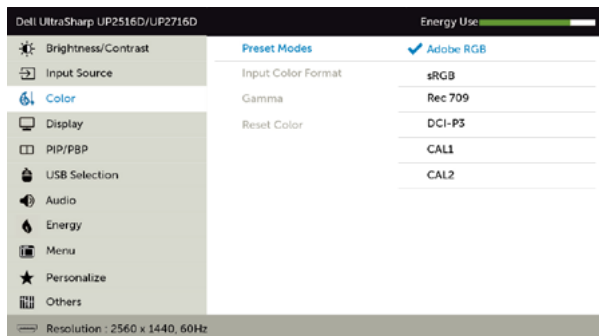 Dell UltraSharp UP2516D/UP2716D
Energy Use
Brightness/Contrast
Input Source
Color
Display
PIP/PBP
USB Selection
Audio
Energy
Menu
Personalize
Others
Preset Modes
Input Color Format
Gamma
Reset Color
Adobe RGB
sRGB
Rec 709
DCI-P3
CAL1
CAL2
Resolution : 2560 x 1440, 60Hz